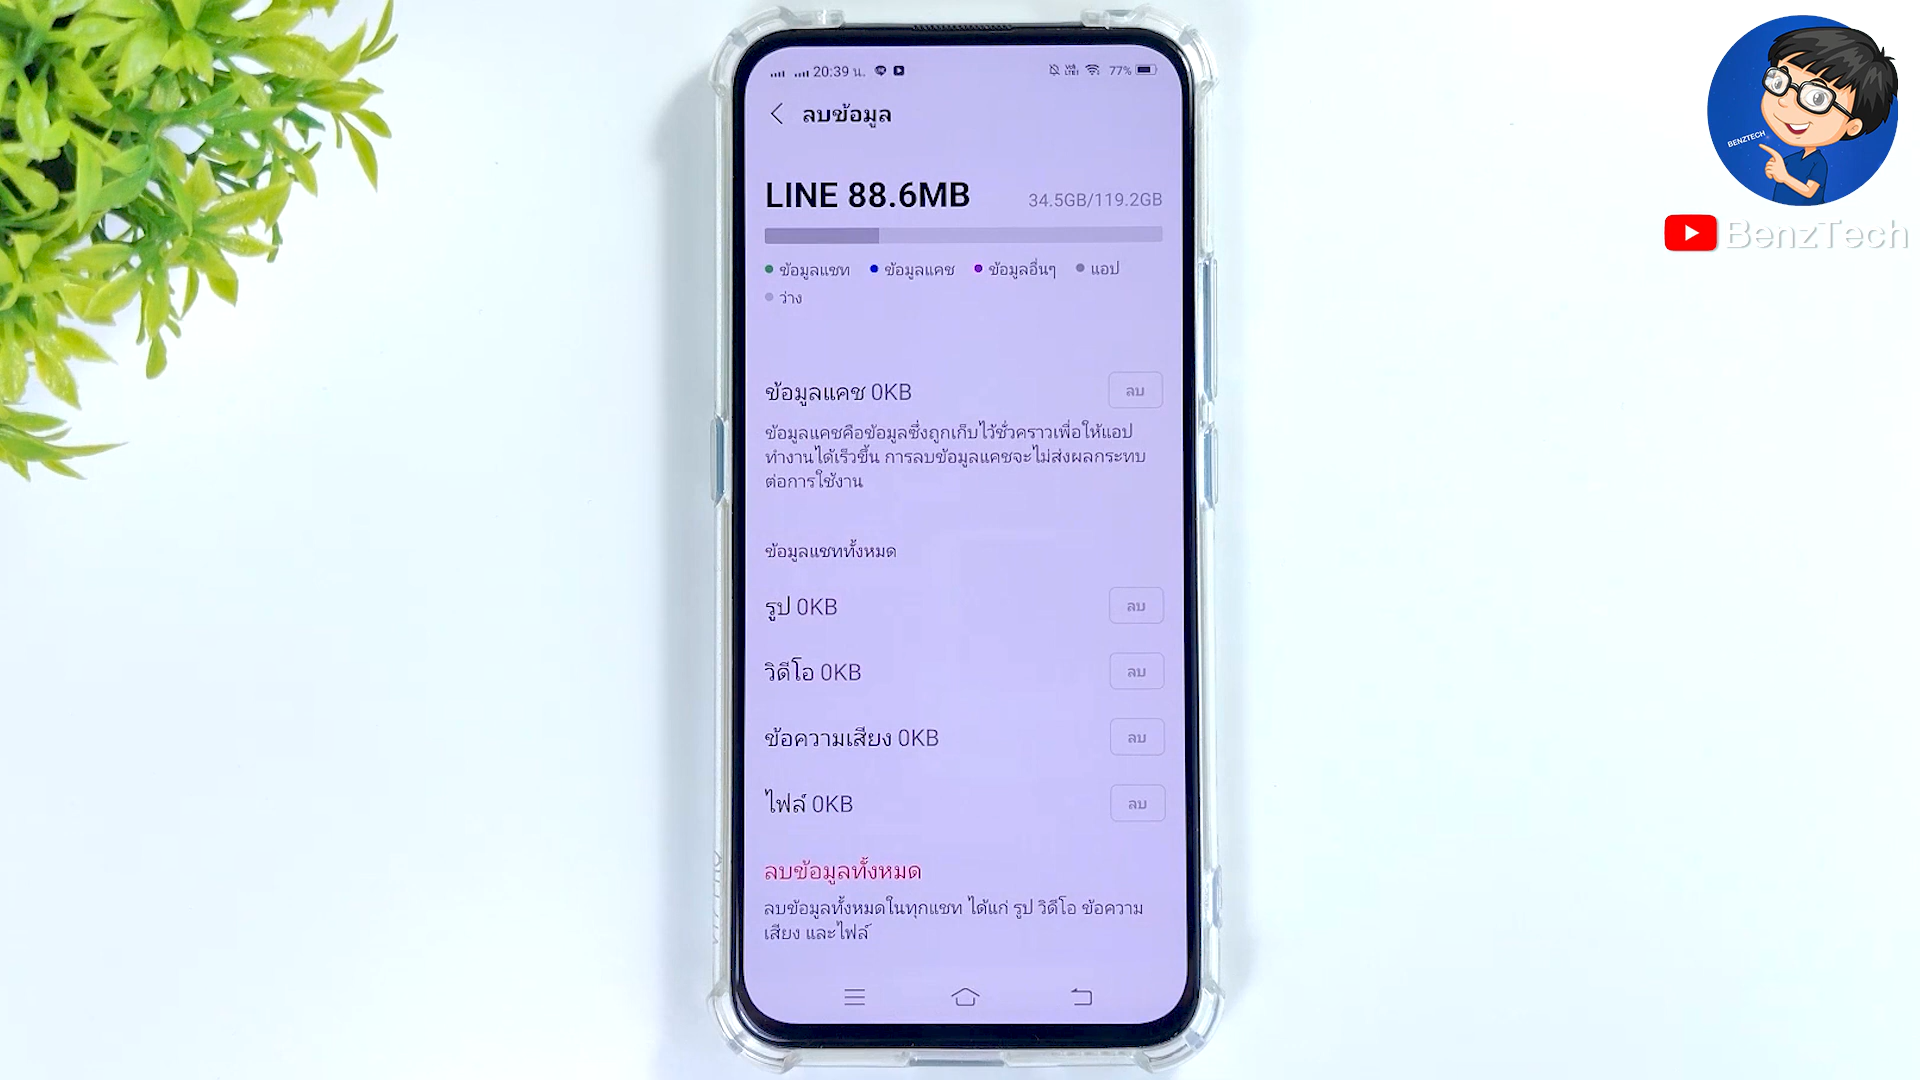 20:39 น.
77%
ลบข้อมูล
LINE 88.6MB
34.5GB/119.2GB
ข้อมูลแชท
ข้อมูลแคช
ข้อมูลอื่นๆ
แอป
ว่าง
ข้อมูลแคช 0KB
ลบ
ข้อมูลแคชคือข้อมูลซึ่งถูกเก็บไว้ชั่วคราวเพื่อให้แอป
ทำงานได้เร็วขึ้น การลบข้อมูลแคชจะไม่ส่งผลกระทบ
ต่อการใช้งาน
ข้อมูลแชททั้งหมด
รูป 0KB
ลบ
วิดีโอ 0KB
ลบ
ข้อความเสียง 0KB
ลบ
ไฟล์ 0KB
ลบ
ลบข้อมูลทั้งหมด
ลบข้อมูลทั้งหมดในทุกแชท ได้แก่ รูป วิดีโอ ข้อความ
เสียง และไฟล์
BENZTECH
BenzTech